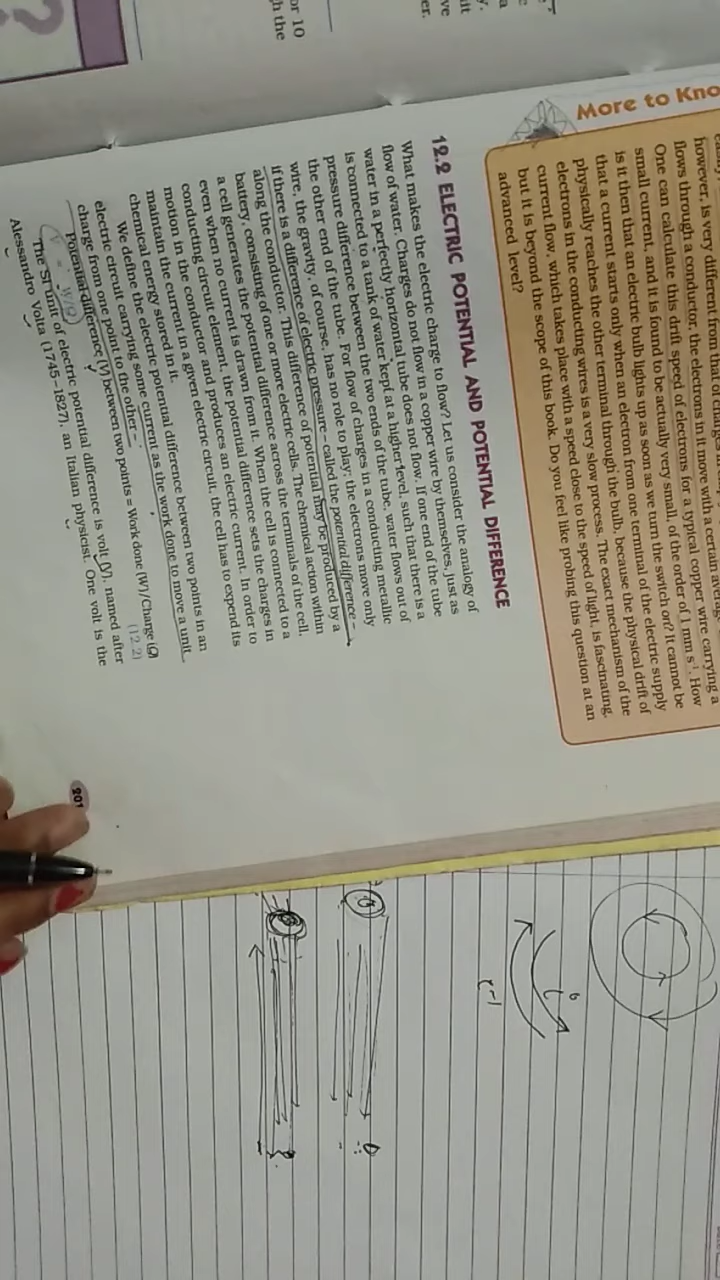 or 10
h the
ve
er.
More to Kno
however, is very different from that of charges
flows through a conductor, the electrons in it move with a certain
One can calculate this drift speed of electrons for a typical copper wire carrying a
small current, and it is found to be actually very small, of the order of 1 mm s⁻¹. How
is it then that an electric bulb lights up as soon as we turn the switch on? It cannot be
that a current starts only when an electron from one terminal of the electric supply
physically reaches the other terminal through the bulb, because the physical drift of
electrons in the conducting wires is a very slow process. The exact mechanism of the
current flow, which takes place with a speed close to the speed of light, is fascinating,
but it is beyond the scope of this book. Do you feel like probing this question at an
advanced level?
12.2 ELECTRIC POTENTIAL AND POTENTIAL DIFFERENCE
What makes the electric charge to flow? Let us consider the analogy of
flow of water. Charges do not flow in a copper wire by themselves, just as
water in a perfectly horizontal tube does not flow. If one end of the tube
is connected to a tank of water kept at a higher level, such that there is a
pressure difference between the two ends of the tube, water flows out of
the other end of the tube. For flow of charges in a conducting metallic
wire, the gravity, of course, has no role to play; the electrons move only
if there is a difference of electric pressure – called the potential difference –
along the conductor. This difference of potential may be produced by a
battery, consisting of one or more electric cells. The chemical action within
a cell generates the potential difference across the terminals of the cell,
even when no current is drawn from it. When the cell is connected to a
conducting circuit element, the potential difference sets the charges in
motion in the conductor and produces an electric current. In order to
maintain the current in a given electric circuit, the cell has to expend its
chemical energy stored in it.
We define the electric potential difference between two points in an
electric circuit carrying some current as the work done to move a unit
charge from one point to the other –
Potential difference (V) between two points = Work done (W)/Charge (Q)
V = W/Q (12.2)
The SI unit of electric potential difference is volt (V), named after
Alessandro Volta (1745–1827), an Italian physicist. One volt is the
201